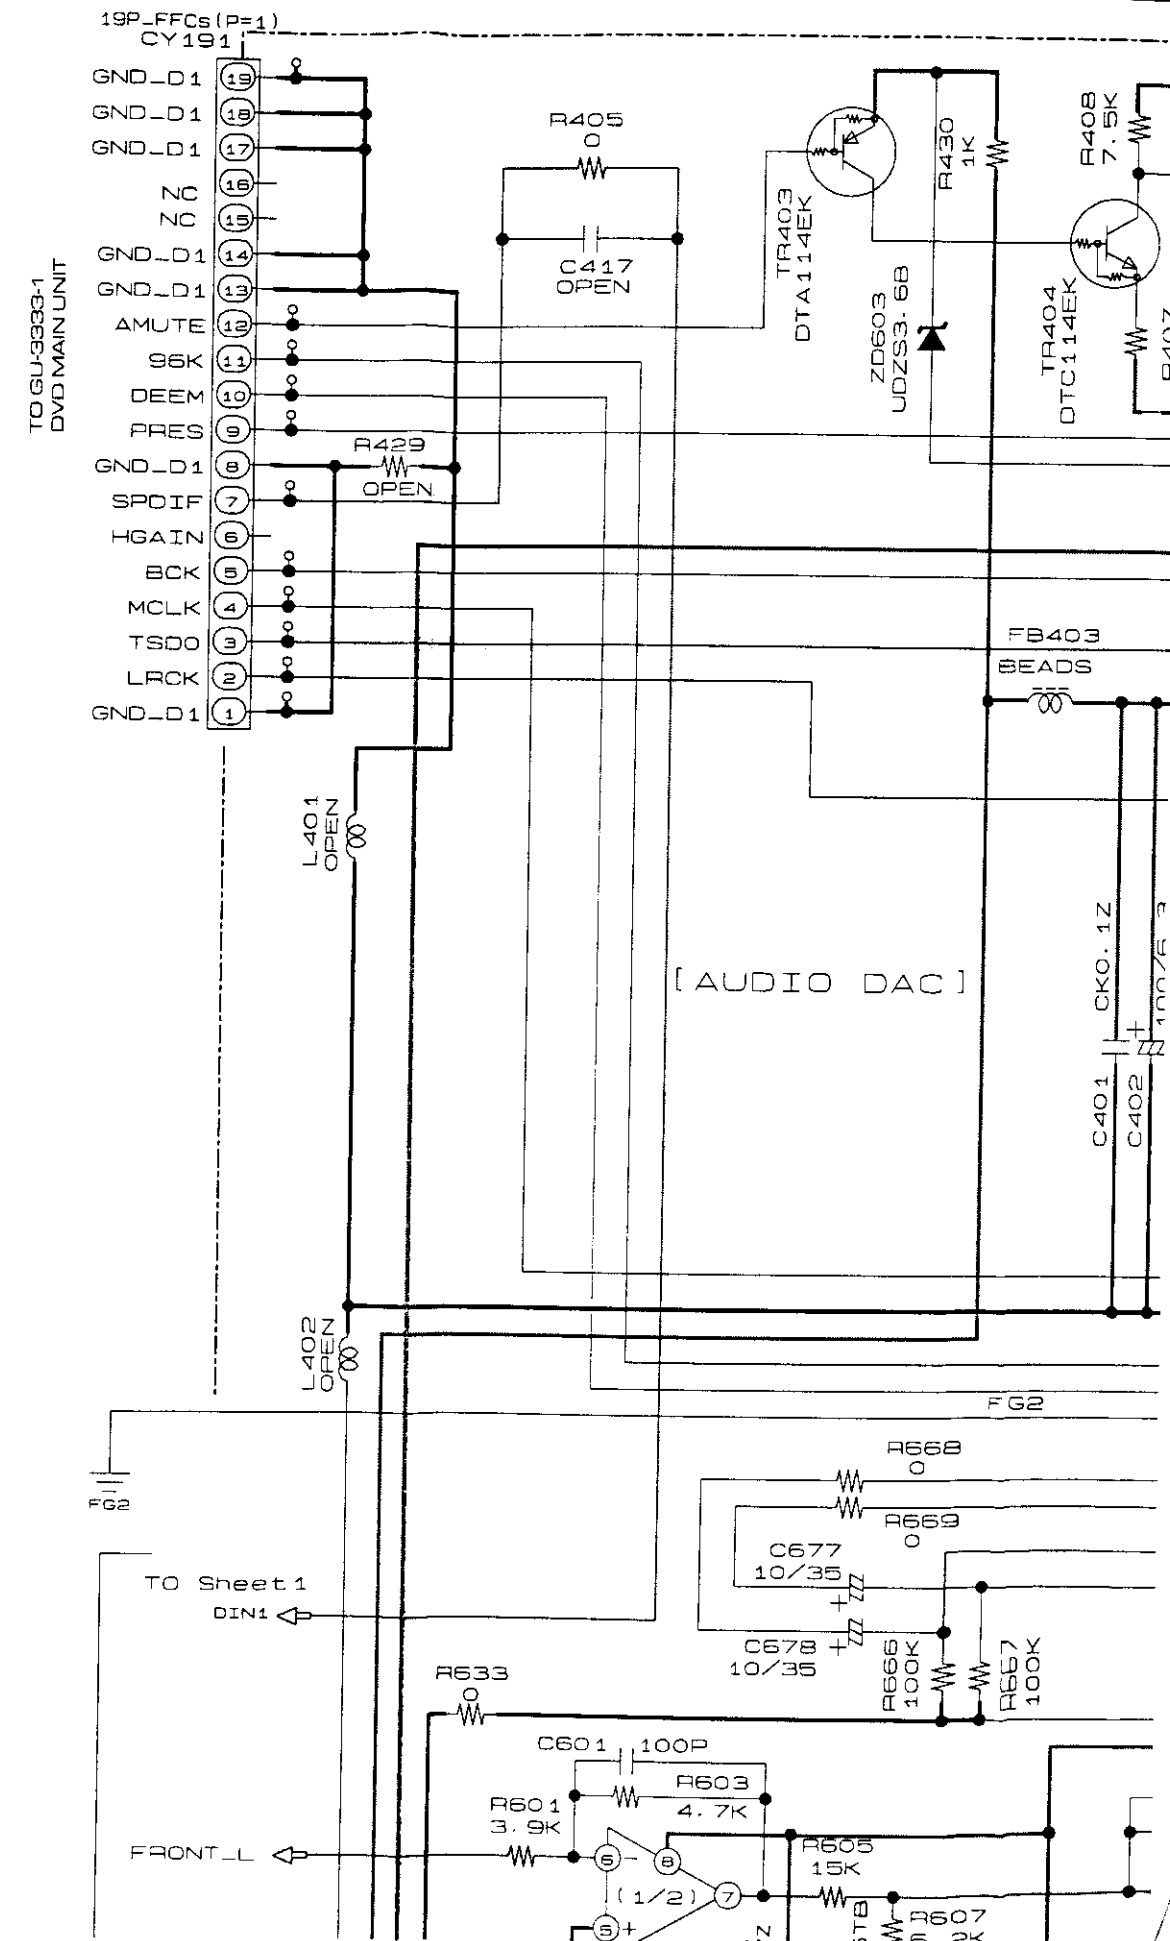 19P_FFCs(P=1)
CY191
GND_D1 19
GND_D1 18
GND_D1 17
NC 16
NC 15
GND_D1 14
GND_D1 13
AMUTE 12
96K 11
DEEM 10
PRES 9
GND_D1 8
SPDIF 7
HGAIN 6
BCK 5
MCLK 4
TSDO 3
LRCK 2
GND_D1 1
TO GU-3333-1
DVD MAIN UNIT
R405
0
C417
OPEN
R429
OPEN
TR403
DTA114EK
R430
1K
ZD603
UDZS3.6B
R408
7.5K
TR404
DTC114EK
FB403
BEADS
L401
OPEN
[AUDIO DAC]
C401
CK0.1Z
C402
+
L402
OPEN
FG2
FG2
R668
0
R669
0
C677
10/35
+
C678
10/35
+
R666
100K
R667
100K
TO Sheet1
DIN1
R633
0
C601 100P
R603
4.7K
R601
3.9K
FRONT_L
6 - 8
(1/2) 7
5 +
R605
15K
R607